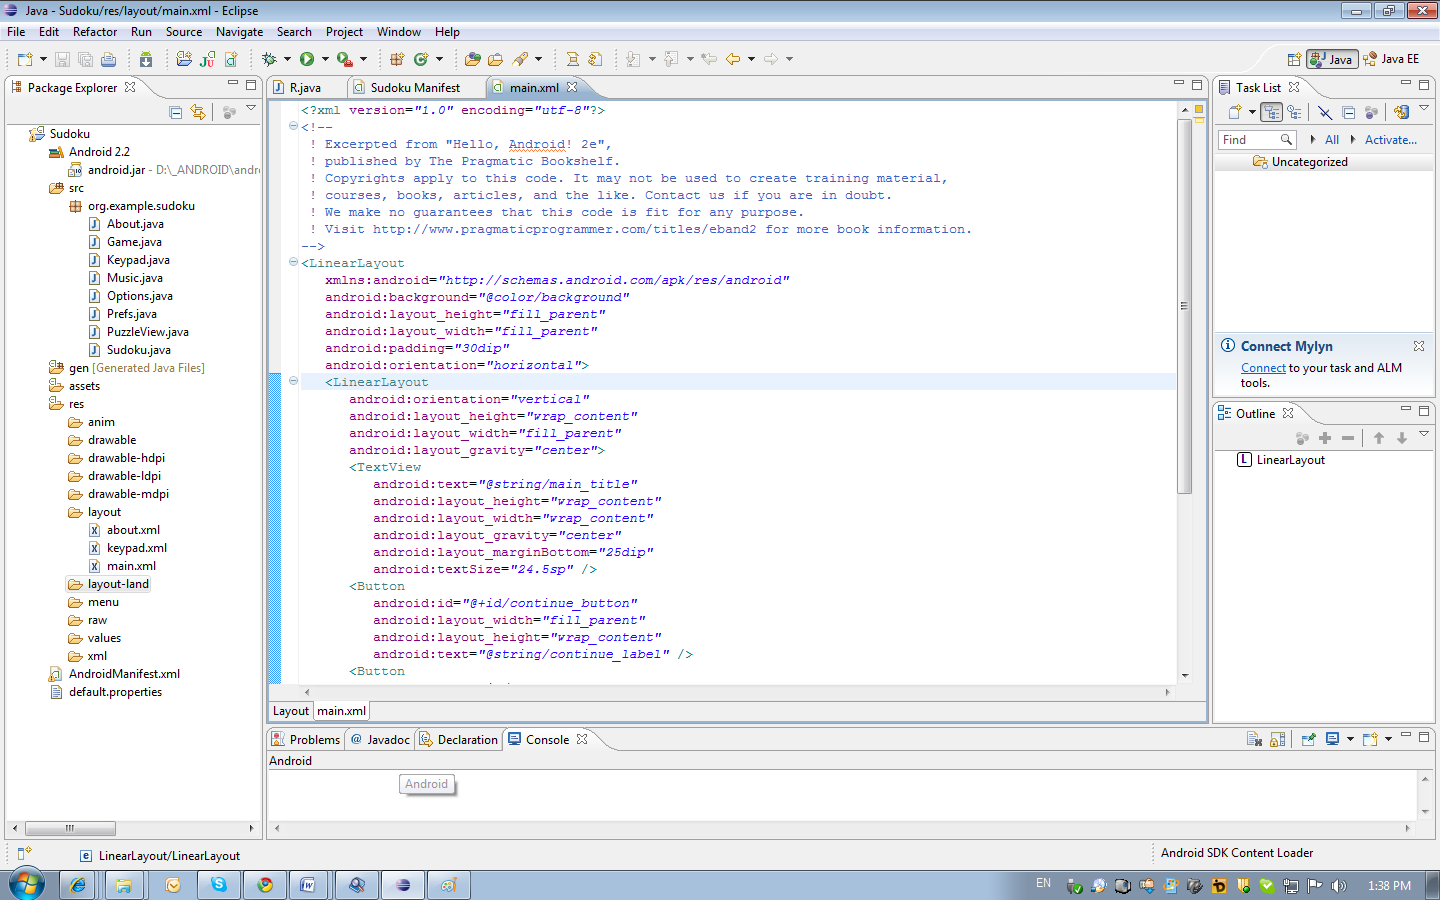 Java - Sudoku/res/layout/main.xml - Eclipse
File Edit Refactor Run Source Navigate Search Project Window Help
Java Java EE
Package Explorer
Sudoku
Android 2.2
android.jar - D:\_ANDROID\andr
src
org.example.sudoku
About.java
Game.java
Keypad.java
Music.java
Options.java
Prefs.java
PuzzleView.java
Sudoku.java
gen [Generated Java Files]
assets
res
anim
drawable
drawable-hdpi
drawable-ldpi
drawable-mdpi
layout
about.xml
keypad.xml
main.xml
layout-land
menu
raw
values
xml
AndroidManifest.xml
default.properties
R.java Sudoku Manifest main.xml
<?xml version="1.0" encoding="utf-8"?>
<!--
! Excerpted from "Hello, Android! 2e",
! published by The Pragmatic Bookshelf.
! Copyrights apply to this code. It may not be used to create training material,
! courses, books, articles, and the like. Contact us if you are in doubt.
! We make no guarantees that this code is fit for any purpose.
! Visit http://www.pragmaticprogrammer.com/titles/eband2 for more book information.
-->
<LinearLayout
xmlns:android="http://schemas.android.com/apk/res/android"
android:background="@color/background"
android:layout_height="fill_parent"
android:layout_width="fill_parent"
android:padding="30dip"
android:orientation="horizontal">
<LinearLayout
android:orientation="vertical"
android:layout_height="wrap_content"
android:layout_width="fill_parent"
android:layout_gravity="center">
<TextView
android:text="@string/main_title"
android:layout_height="wrap_content"
android:layout_width="wrap_content"
android:layout_gravity="center"
android:layout_marginBottom="25dip"
android:textSize="24.5sp" />
<Button
android:id="@+id/continue_button"
android:layout_width="fill_parent"
android:layout_height="wrap_content"
android:text="@string/continue_label" />
<Button
Layout main.xml
Task List
Find All Activate...
Uncategorized
Connect Mylyn
Connect to your task and ALM
tools.
Outline
LinearLayout
Problems @ Javadoc Declaration Console
Android
Android
LinearLayout/LinearLayout
Android SDK Content Loader
EN
1:38 PM